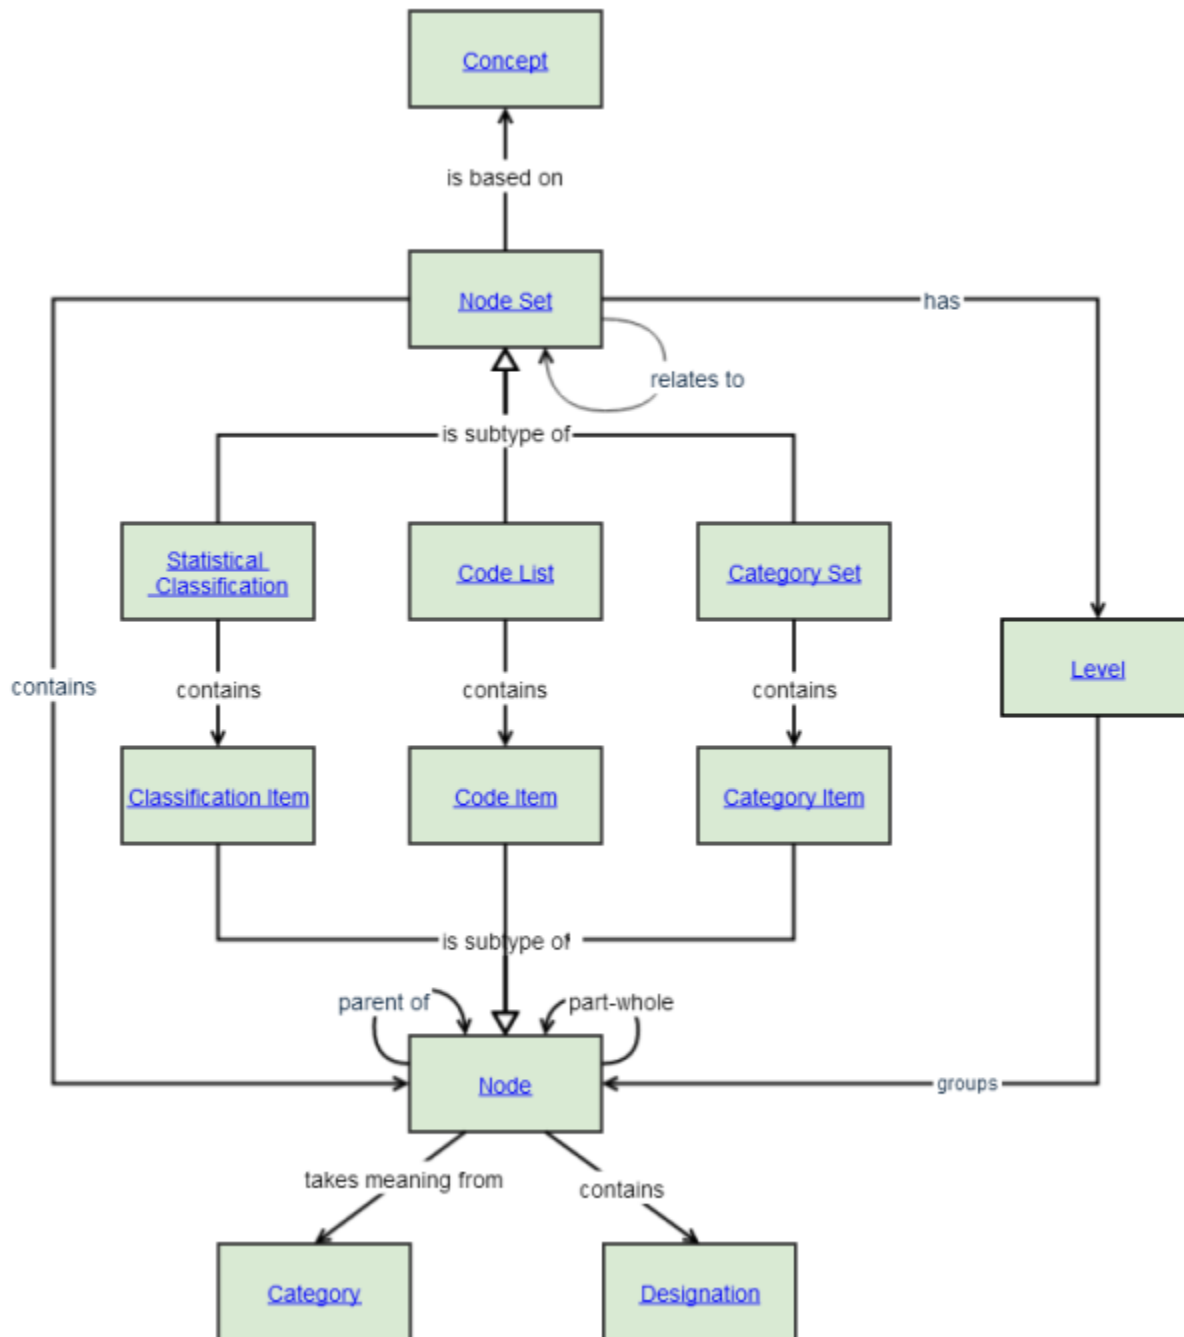 Concept
is based on
Node Set
has
relates to
is subtype of
Statistical
Classification
Code List
Category Set
Level
contains
contains
contains
contains
Classification Item
Code Item
Category Item
is subtype of
parent of
part-whole
Node
groups
takes meaning from
contains
Category
Designation